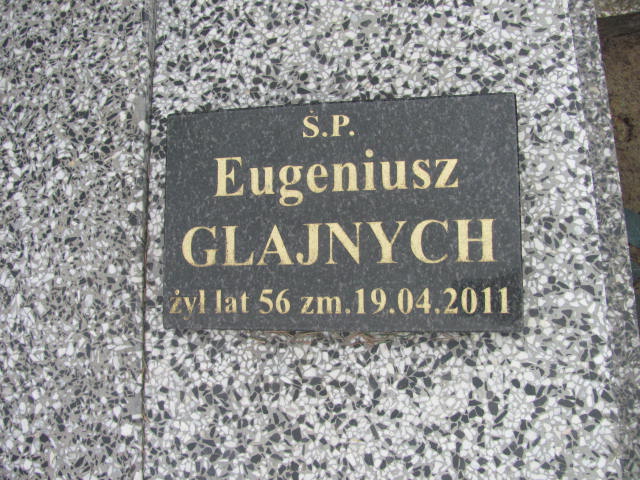 Ś.P.
Eugeniusz
GLAJNYCH
żył lat 56 zm.19.04.2011